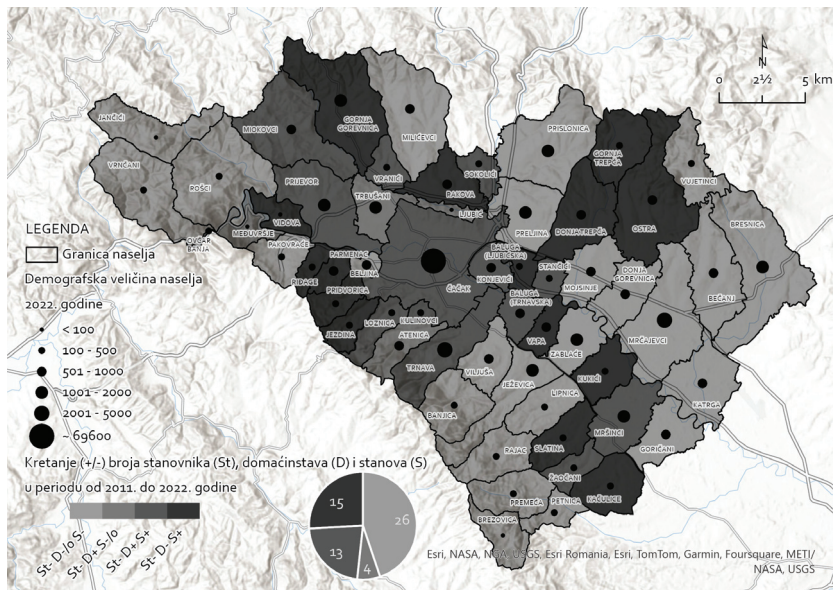 N
0 2½ 5 km
JANČIĆI
VRNČANI
ROŠCI
MIOKOVCI
GORNJA
GOREVNICA
MILIĆEVCI
PRISLONICA
GORNJA
TREPČA
VUJETINCI
VRANIĆI
SOKOLIĆI
PRIJEVOR
RAKOVA
TRBUŠANI
LJUBIĆ
OSTRA
BRESNICA
VIDOVA
MEĐUVRŠJE
OVČAR
BANJA
PAKOVRAĆE
PRELJINA
DONJA TREPČA
BALUGA
(LJUBIĆSKA)
PARMENAC
BELJINA
RIĐAGE
PRIDVORICA
ČAČAK
KONJEVIĆI
STANČIĆI
DONJA
GOREVNICA
MOJSINJE
BEČANJ
BALUGA
(TRNAVSKA)
JEZDINA
LOZNICA
KULINOVCI
ATENICA
VAPA
ZABLAĆE
MRČAJEVCI
TRNAVA
VILJUŠA
JEŽEVICA
KUKIĆI
LIPNICA
KATRGA
BANJICA
MRŠINCI
GORIČANI
RAJAC
SLATINA
ŽAOČANI
PREMEĆA
PETNICA
KAČULICE
BREZOVICA
LEGENDA
Granica naselja
Demografska veličina naselja
2022. godine
< 100
100 - 500
501 - 1000
1001 - 2000
2001 - 5000
~ 69600
Kretanje (+/-) broja stanovnika (St), domaćinstava (D) i stanova (S)
u periodu od 2011. do 2022. godine
St- D-/0 S-
St- D+ S-/0
St- D+ S+
St- D- S+
15
26
13
4
Esri, NASA, NGA, USGS, Esri Romania, Esri, TomTom, Garmin, Foursquare, METI/
NASA, USGS